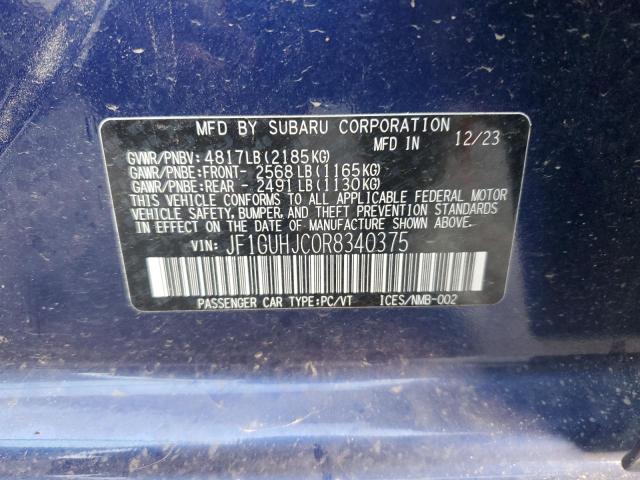 MFD BY SUBARU CORPORATION
MFD IN 12/23
GVWR/PNBV: 4817LB(2185KG)
GAWR/PNBE:FRONT- 2568LB(1165KG)
GAWR/PNBE:REAR - 2491LB(1130KG)
THIS VEHICLE CONFORMS TO ALL APPLICABLE FEDERAL MOTOR
VEHICLE SAFETY, BUMPER, AND THEFT PREVENTION STANDARDS
IN EFFECT ON THE DATE OF MANUFACTURE SHOWN ABOVE.
VIN: JF1GUHJC0R8340375
PASSENGER CAR TYPE:PC/VT ICES/NMB-002